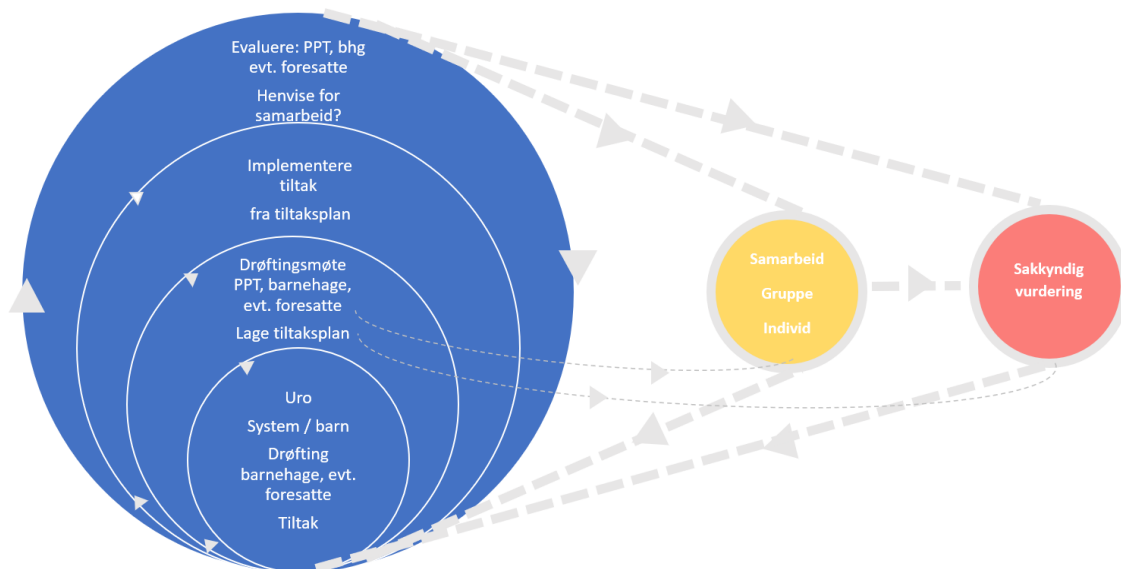 Evaluere: PPT, bhg
evt. foresatte
Henvise for
samarbeid?
Implementere
tiltak
fra tiltaksplan
Drøftingsmøte
PPT, barnehage,
evt. foresatte
Lage tiltaksplan
Uro
System / barn
Drøfting
barnehage, evt.
foresatte
Tiltak
Samarbeid
Gruppe
Individ
Sakkyndig
vurdering